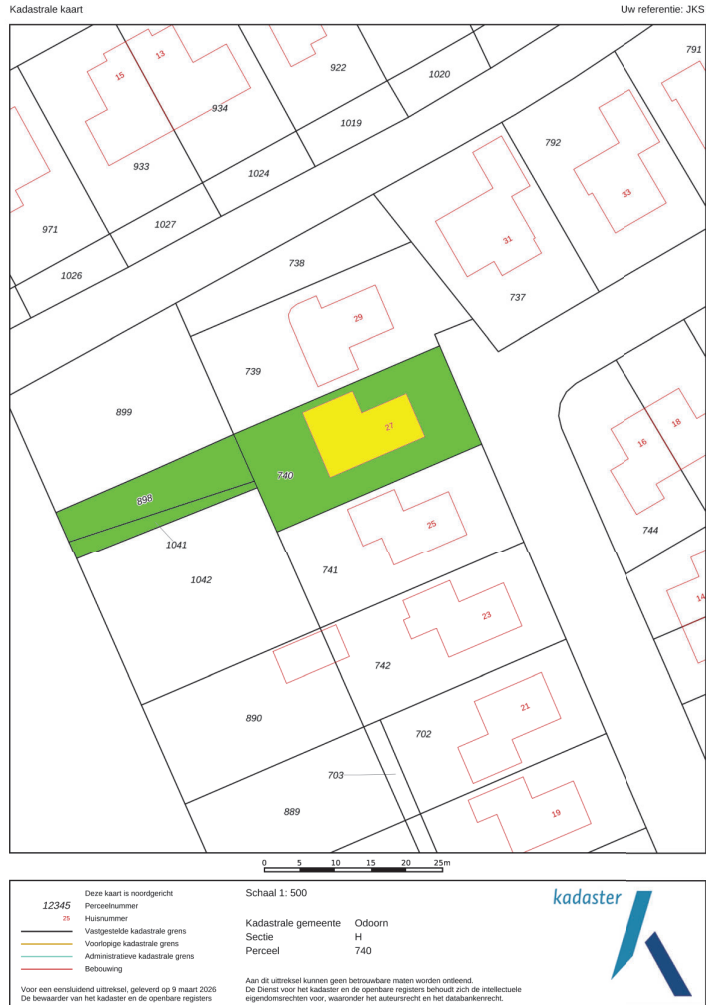 Kadastrale kaart
Uw referentie: JKS
791
13
15
922
1020
934
1019
792
933
1024
33
971
1027
31
1026
738
737
29
739
899
18
27
16
740
898
25
744
1041
741
1042
14
23
742
890
21
702
703
889
19
0 5 10 15 20 25m
Deze kaart is noordgericht
12345 Perceelnummer
25 Huisnummer
Vastgestelde kadastrale grens
Voorlopige kadastrale grens
Administratieve kadastrale grens
Bebouwing
Voor een eensluidend uittreksel, geleverd op 9 maart 2026
De bewaarder van het kadaster en de openbare registers
Schaal 1: 500
Kadastrale gemeente Odoorn
Sectie H
Perceel 740
Aan dit uittreksel kunnen geen betrouwbare maten worden ontleend.
De Dienst voor het kadaster en de openbare registers behoudt zich de intellectuele
eigendomsrechten voor, waaronder het auteursrecht en het databankenrecht.
kadaster